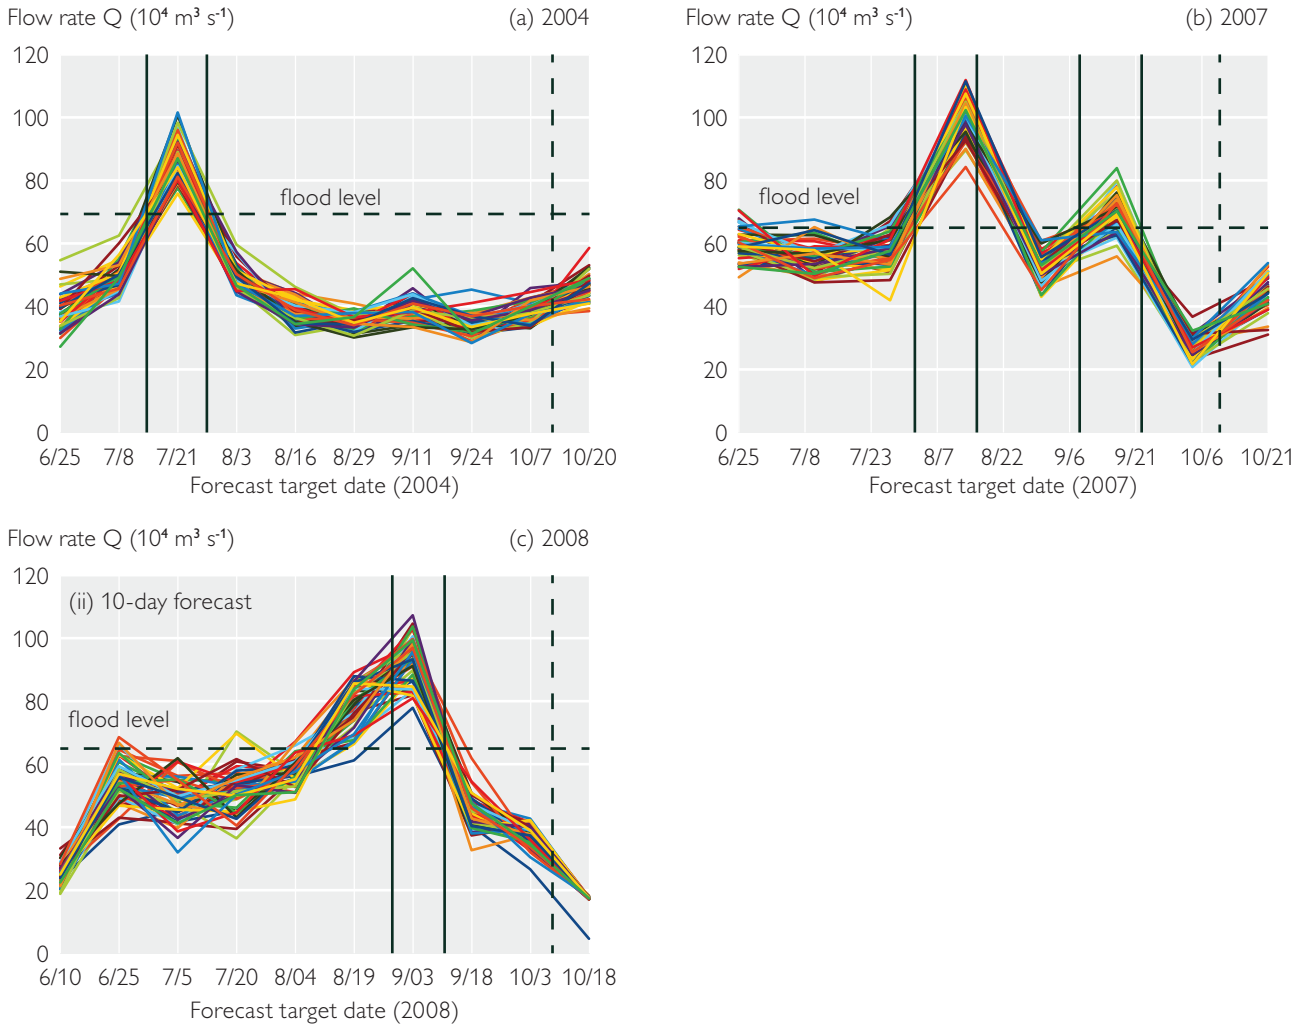 Flow rate Q (10⁴ m³ s⁻¹) (a) 2004
120
100
80
60
40
20
0
flood level
6/25 7/8 7/21 8/3 8/16 8/29 9/11 9/24 10/7 10/20
Forecast target date (2004)
Flow rate Q (10⁴ m³ s⁻¹) (b) 2007
120
100
80
60
40
20
0
flood level
6/25 7/8 7/23 8/7 8/22 9/6 9/21 10/6 10/21
Forecast target date (2007)
Flow rate Q (10⁴ m³ s⁻¹) (c) 2008
120
100
80
60
40
20
0
(ii) 10-day forecast
flood level
6/10 6/25 7/5 7/20 8/04 8/19 9/03 9/18 10/3 10/18
Forecast target date (2008)